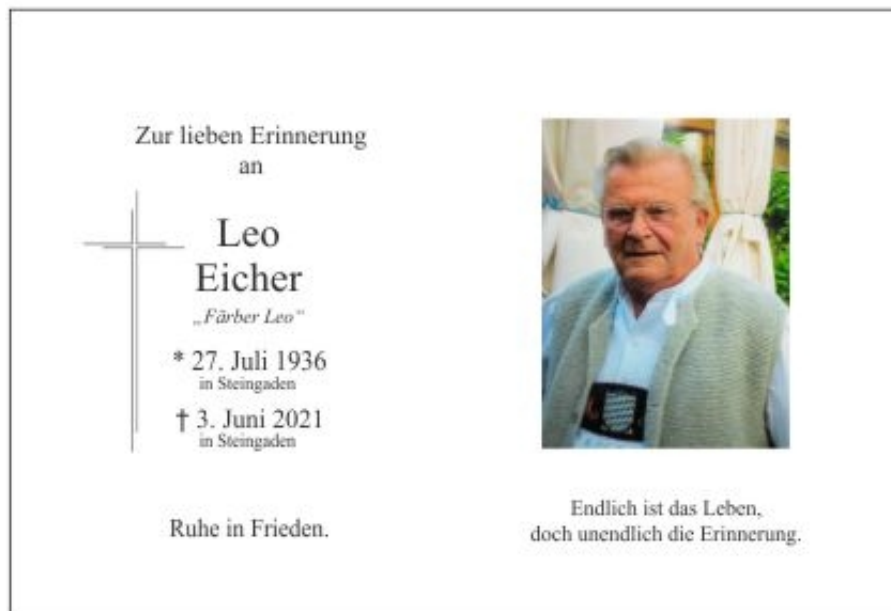 Zur lieben Erinnerung
an
Leo
Eicher
„Färber Leo“
* 27. Juli 1936
in Steingaden
† 3. Juni 2021
in Steingaden
Ruhe in Frieden.
Endlich ist das Leben,
doch unendlich die Erinnerung.